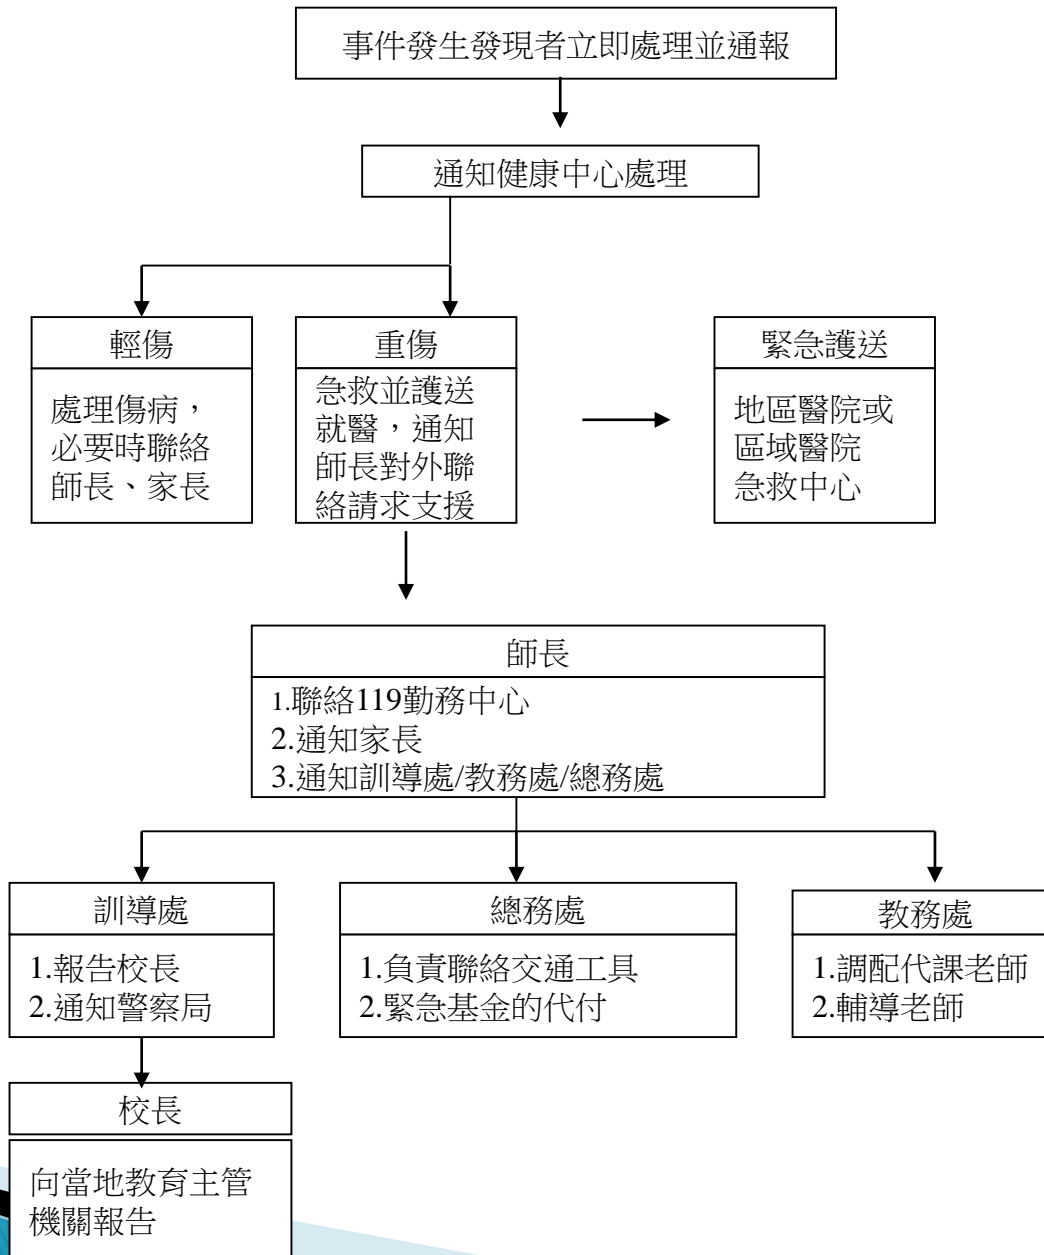 事件發生發現者立即處理並通報
通知健康中心處理
輕傷
處理傷病，
必要時聯絡
師長、家長
重傷
急救並護送
就醫，通知
師長對外聯
絡請求支援
緊急護送
地區醫院或
區域醫院
急救中心
師長
1.聯絡119勤務中心
2.通知家長
3.通知訓導處/教務處/總務處
訓導處
1.報告校長
2.通知警察局
總務處
1.負責聯絡交通工具
2.緊急基金的代付
教務處
1.調配代課老師
2.輔導老師
校長
向當地教育主管
機關報告